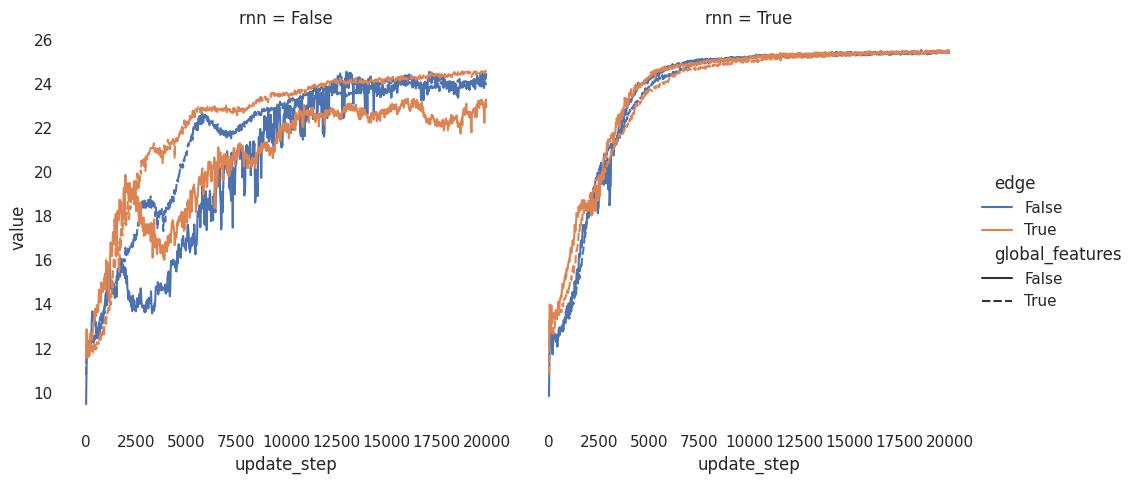 rnn = False
rnn = True
26
24
22
20
18
16
14
12
10
value
0 2500 5000 7500 10000 12500 15000 17500 20000
0 2500 5000 7500 10000 12500 15000 17500 20000
update_step
update_step
edge
False
True
global_features
False
True